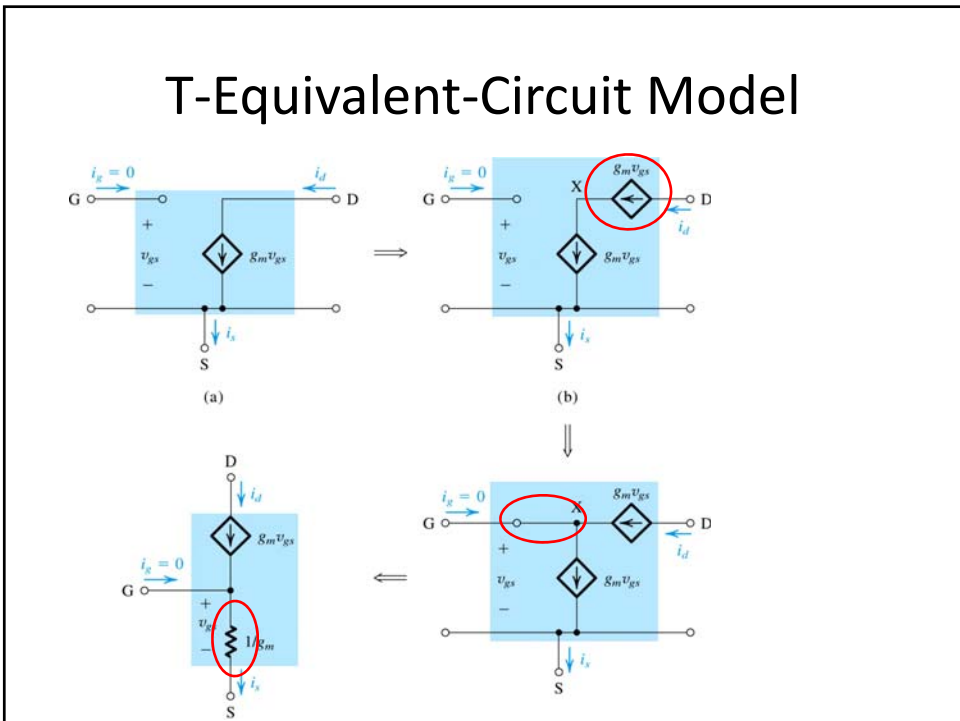 T-Equivalent-Circuit Model
i_g = 0
i_d
G
D
+
v_gs
g_m v_gs
−
i_s
S
(a)
⇒
i_g = 0
g_m v_gs
X
G
D
i_d
+
v_gs
g_m v_gs
−
i_s
S
(b)
⇓
D
i_d
g_m v_gs
i_g = 0
G
+
v_gs
1/g_m
−
i_s
S
⇐
i_g = 0
g_m v_gs
X
G
D
i_d
+
v_gs
g_m v_gs
−
i_s
S